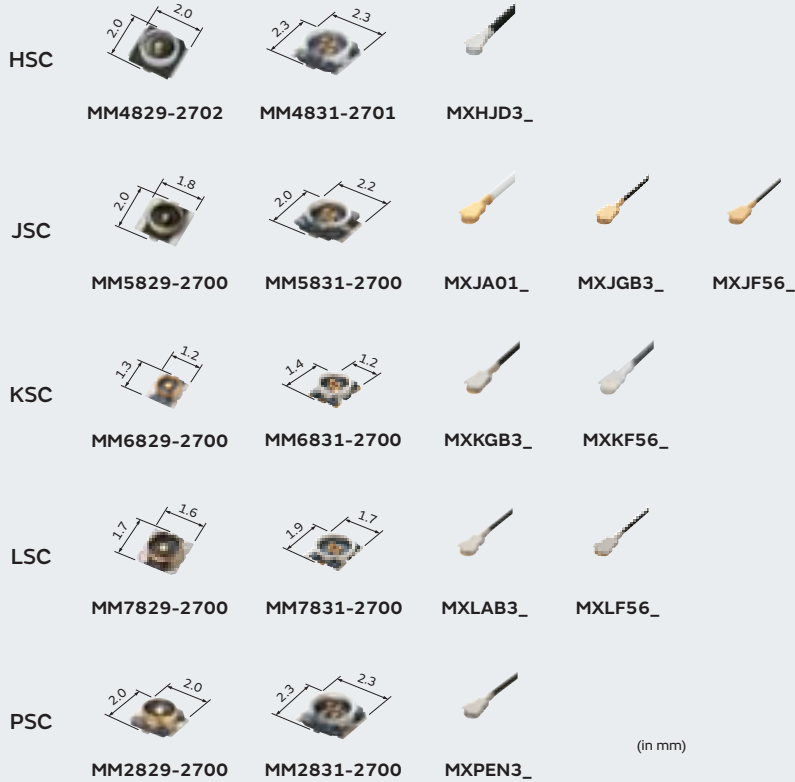 2.0 2.0 2.3 2.3
HSC
MM4829-2702 MM4831-2701 MXHJD3_
2.0 1.8 2.0 2.2
JSC
MM5829-2700 MM5831-2700 MXJA01_ MXJGB3_ MXJF56_
1.3 1.2 1.4 1.2
KSC
MM6829-2700 MM6831-2700 MXKGB3_ MXKF56_
1.7 1.6 1.9 1.7
LSC
MM7829-2700 MM7831-2700 MXLAB3_ MXLF56_
2.0 2.0 2.3 2.3
PSC
(in mm)
MM2829-2700 MM2831-2700 MXPEN3_